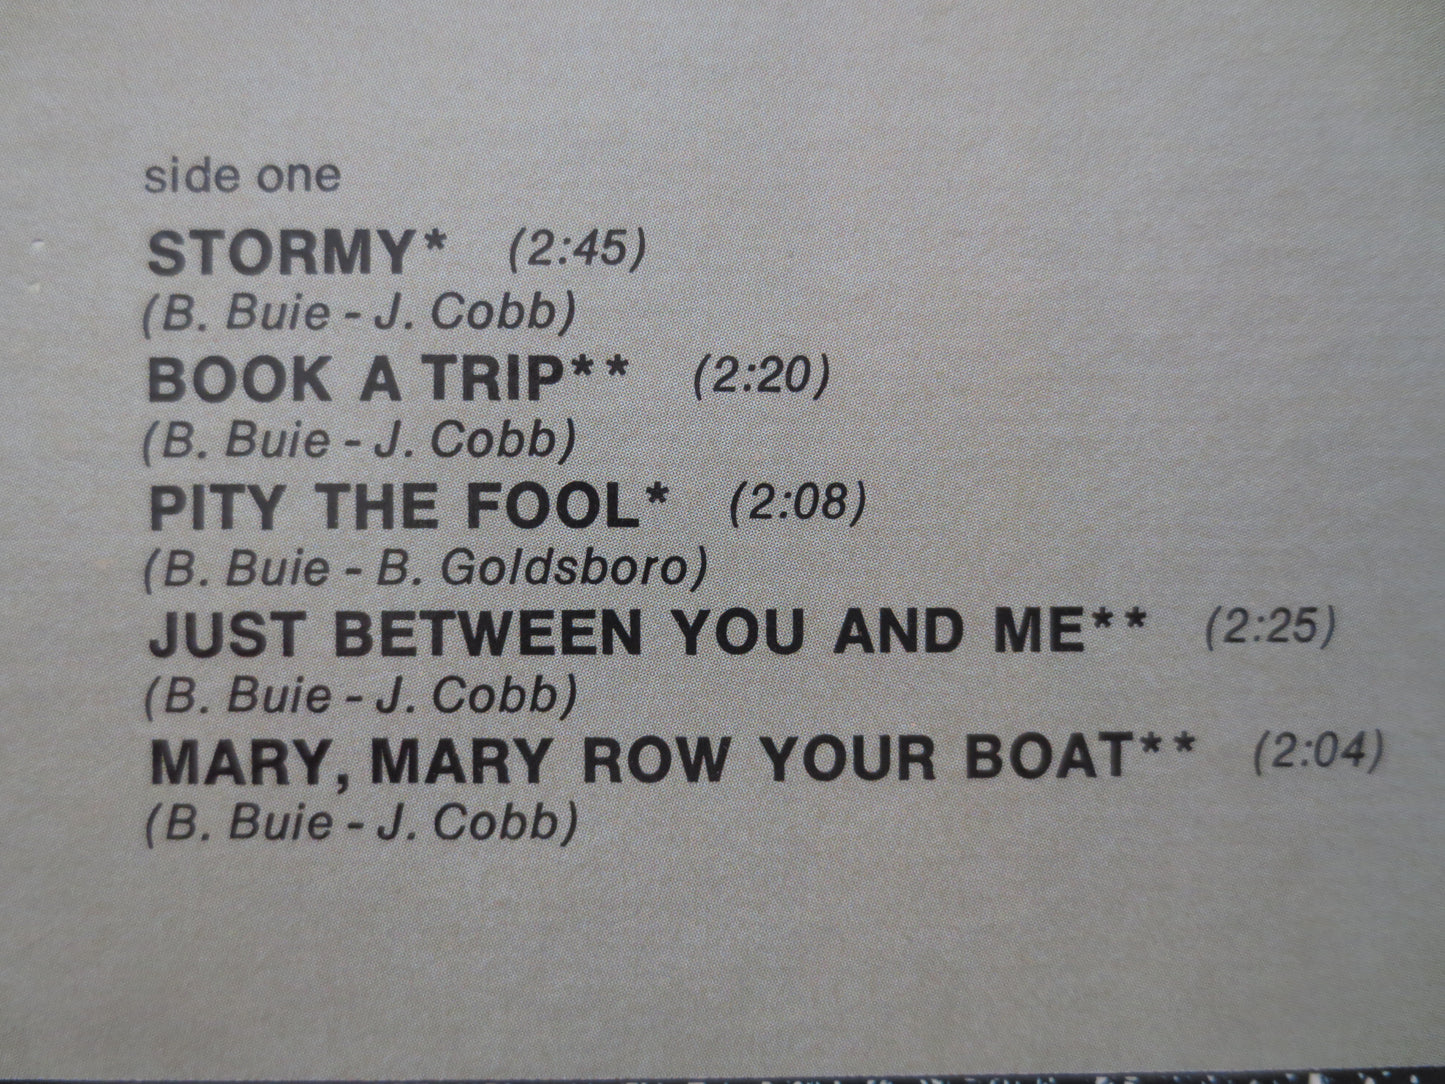 side one
STORMY* (2:45)
(B. Buie - J. Cobb)
BOOK A TRIP** (2:20)
(B. Buie - J. Cobb)
PITY THE FOOL* (2:08)
(B. Buie - B. Goldsboro)
JUST BETWEEN YOU AND ME** (2:25)
(B. Buie - J. Cobb)
MARY, MARY ROW YOUR BOAT** (2:04)
(B. Buie - J. Cobb)